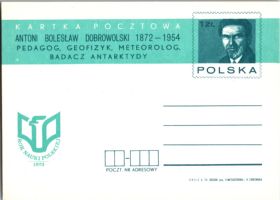 KARTKA POCZTOWA
ANTONI BOLESŁAW DOBROWOLSKI 1872–1954
PEDAGOG, GEOFIZYK, METEOROLOG,
BADACZ ANTARKTYDY
1 ZŁ
POLSKA
ROK NAUKI POLSKIEJ
1973
POCZT. NR ADRESOWY